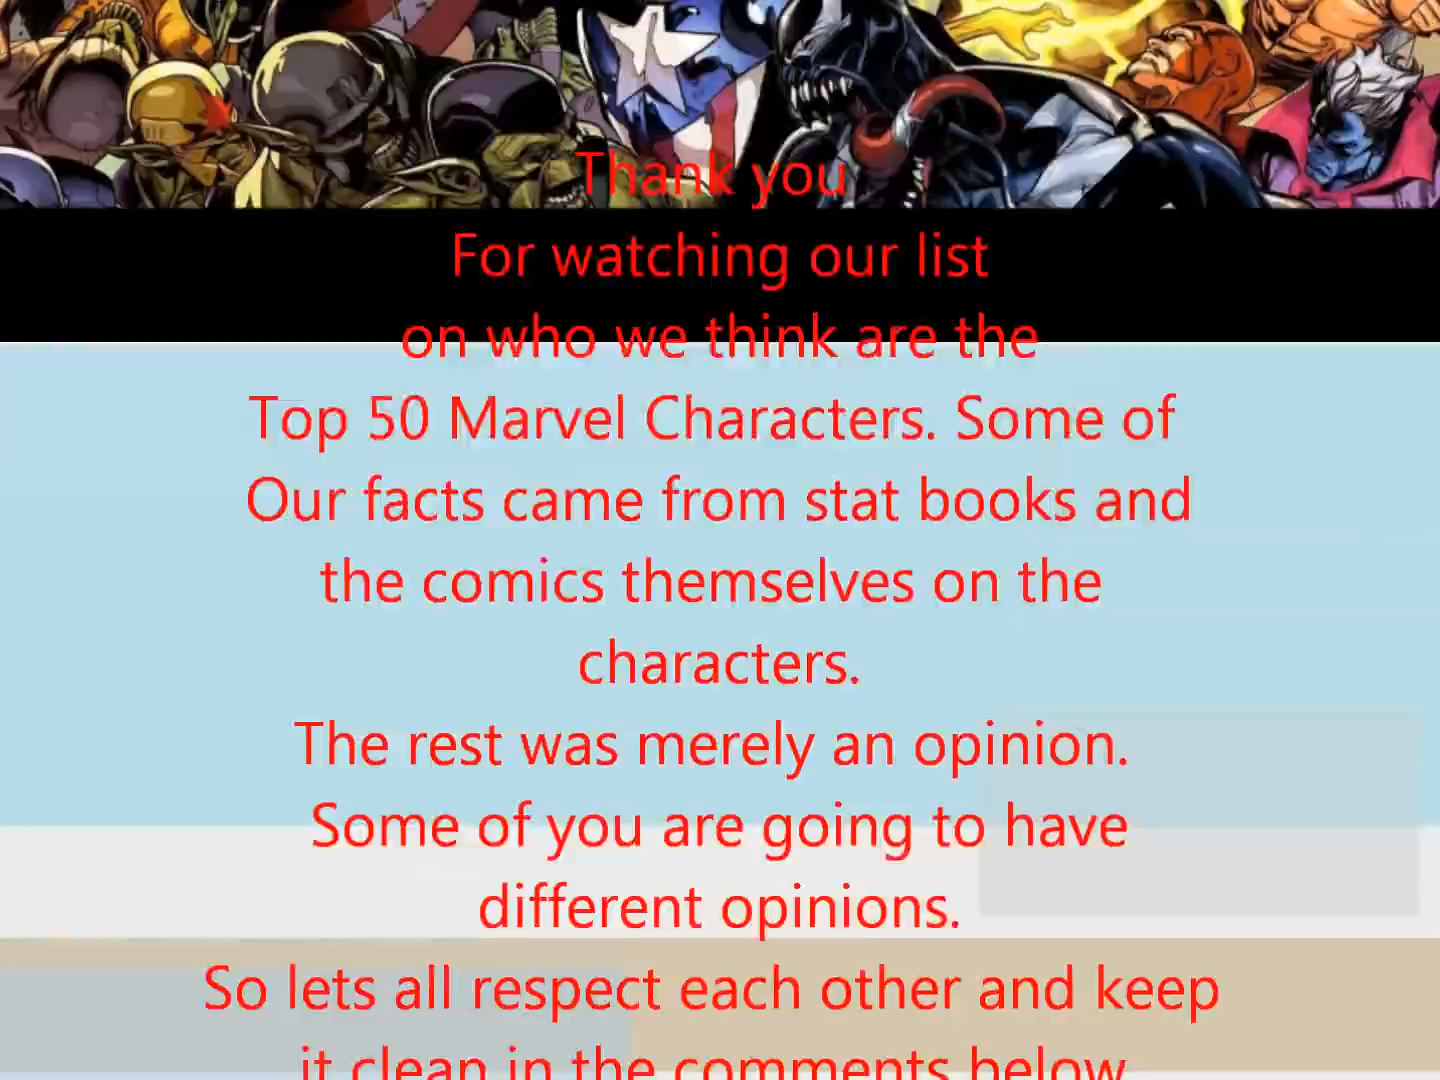 Thank you
For watching our list
on who we think are the
Top 50 Marvel Characters. Some of
Our facts came from stat books and
the comics themselves on the
characters.
The rest was merely an opinion.
Some of you are going to have
different opinions.
So lets all respect each other and keep
it clean in the comments below